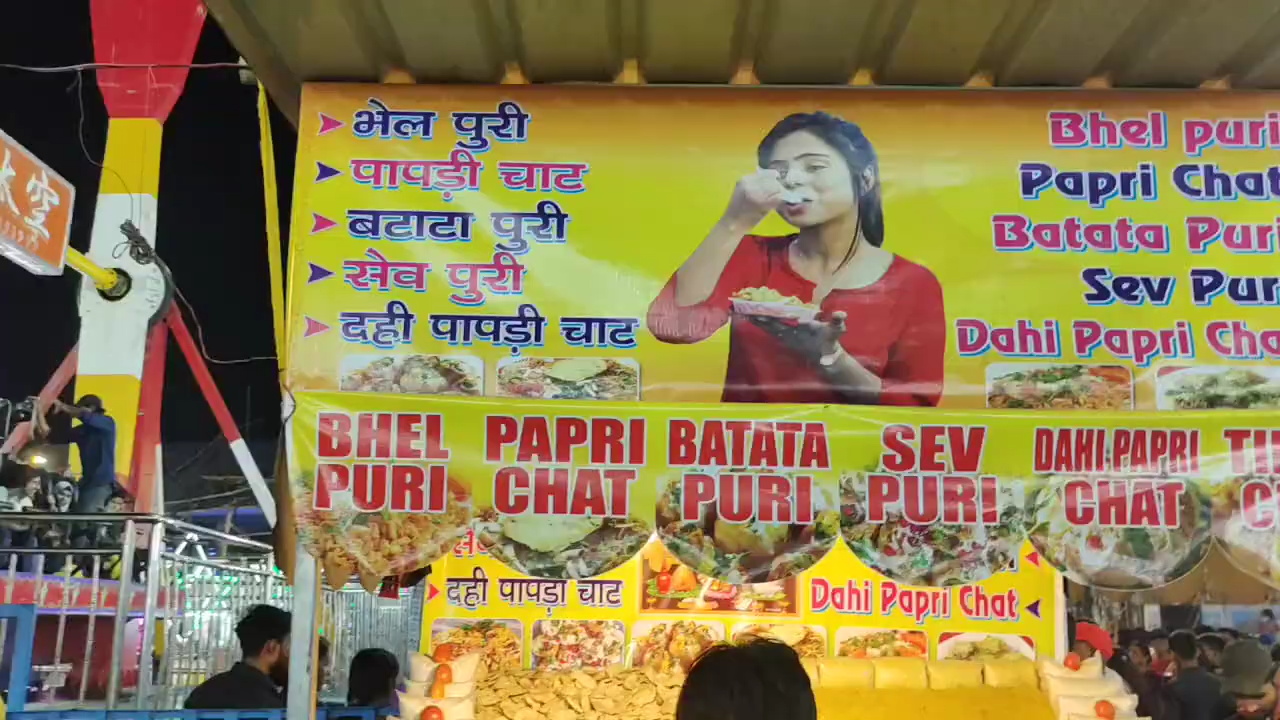 भेल पुरी
पापड़ी चाट
बटाटा पुरी
सेव पुरी
दही पापड़ी चाट
Bhel puri
Papri Chat
Batata Puri
Sev Pur
Dahi Papri Cha
BHEL PURI
PAPRI CHAT
BATATA PURI
SEV PURI
DAHI PAPRI CHAT
दही पापड़ी चाट
Dahi Papri Chat